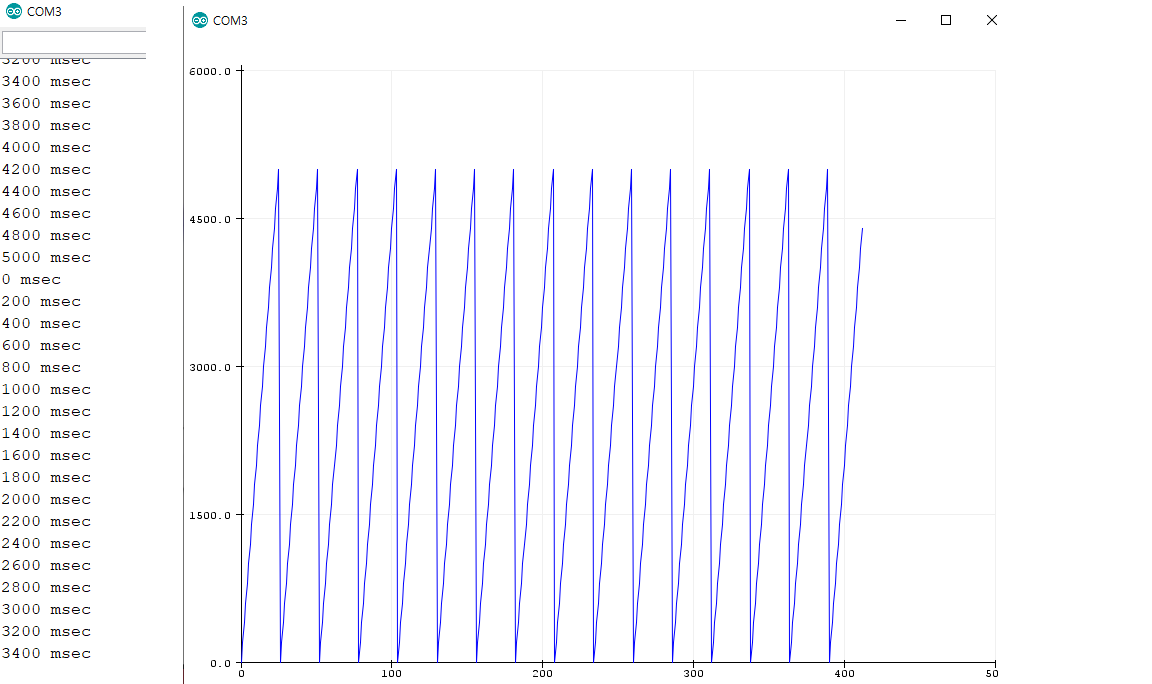 COM3
3200 msec
3400 msec
3600 msec
3800 msec
4000 msec
4200 msec
4400 msec
4600 msec
4800 msec
5000 msec
0 msec
200 msec
400 msec
600 msec
800 msec
1000 msec
1200 msec
1400 msec
1600 msec
1800 msec
2000 msec
2200 msec
2400 msec
2600 msec
2800 msec
3000 msec
3200 msec
3400 msec
COM3
6000.0
4500.0
3000.0
1500.0
0.0
0 100 200 300 400 50